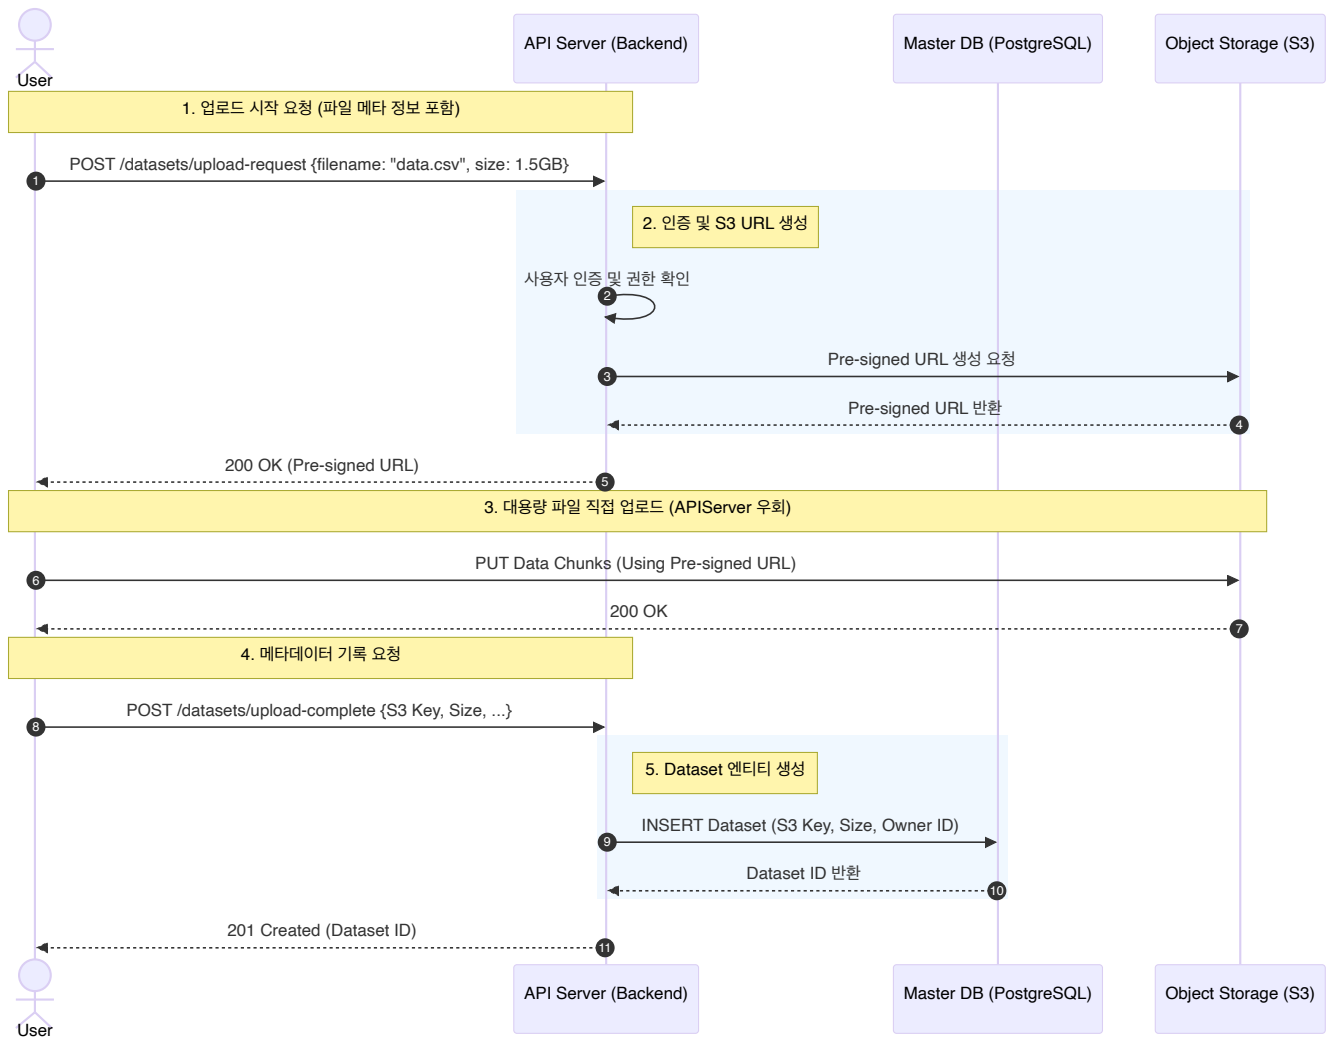 API Server (Backend)
Master DB (PostgreSQL)
Object Storage (S3)
User
1. 업로드 시작 요청 (파일 메타 정보 포함)
POST /datasets/upload-request {filename: "data.csv", size: 1.5GB}
1
2. 인증 및 S3 URL 생성
사용자 인증 및 권한 확인
2
Pre-signed URL 생성 요청
3
Pre-signed URL 반환
4
200 OK (Pre-signed URL)
5
3. 대용량 파일 직접 업로드 (APIServer 우회)
PUT Data Chunks (Using Pre-signed URL)
6
200 OK
7
4. 메타데이터 기록 요청
POST /datasets/upload-complete {S3 Key, Size, ...}
8
5. Dataset 엔티티 생성
INSERT Dataset (S3 Key, Size, Owner ID)
9
Dataset ID 반환
10
201 Created (Dataset ID)
11
API Server (Backend)
Master DB (PostgreSQL)
Object Storage (S3)
User